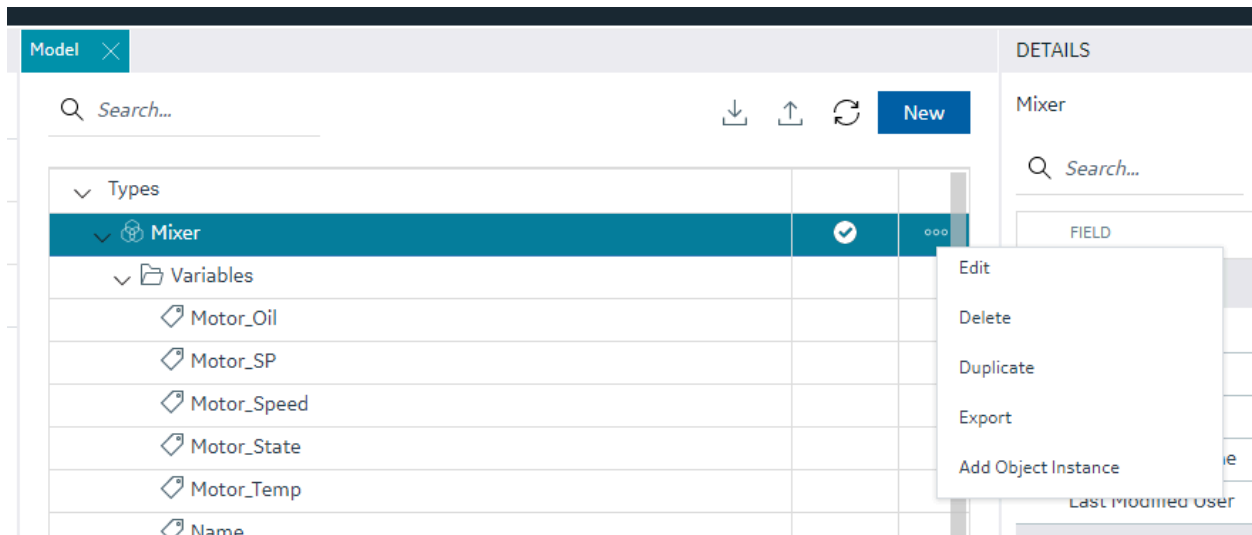 Model
DETAILS
Search...
New
Mixer
Search...
Types
Mixer
FIELD
Variables
Edit
Motor_Oil
Delete
Motor_SP
Duplicate
Motor_Speed
Export
Motor_State
Add Object Instance
Motor_Temp
Last Modified User
Name